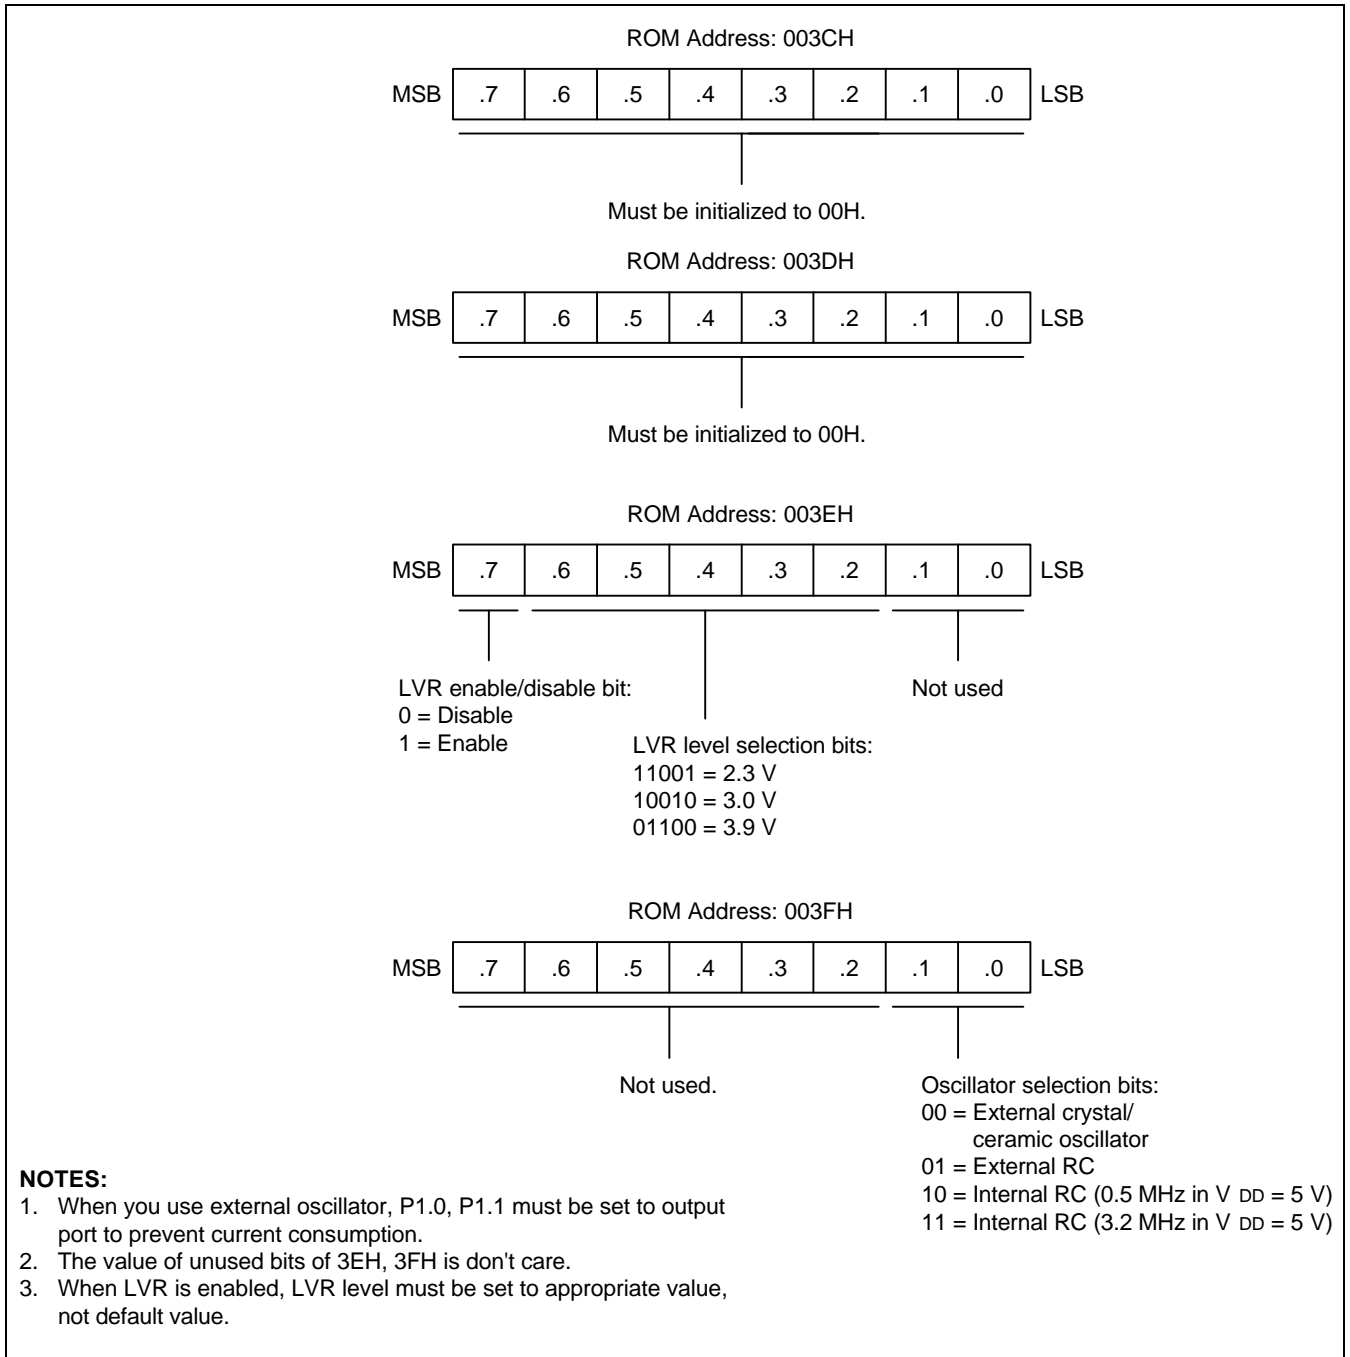 ROM Address: 003CH
MSB .7 .6 .5 .4 .3 .2 .1 .0 LSB
Must be initialized to 00H.
ROM Address: 003DH
MSB .7 .6 .5 .4 .3 .2 .1 .0 LSB
Must be initialized to 00H.
ROM Address: 003EH
MSB .7 .6 .5 .4 .3 .2 .1 .0 LSB
LVR enable/disable bit:
0 = Disable
1 = Enable
LVR level selection bits:
11001 = 2.3 V
10010 = 3.0 V
01100 = 3.9 V
Not used
ROM Address: 003FH
MSB .7 .6 .5 .4 .3 .2 .1 .0 LSB
Not used.
Oscillator selection bits:
00 = External crystal/
ceramic oscillator
01 = External RC
10 = Internal RC (0.5 MHz in V DD = 5 V)
11 = Internal RC (3.2 MHz in V DD = 5 V)
NOTES:
1. When you use external oscillator, P1.0, P1.1 must be set to output
port to prevent current consumption.
2. The value of unused bits of 3EH, 3FH is don't care.
3. When LVR is enabled, LVR level must be set to appropriate value,
not default value.